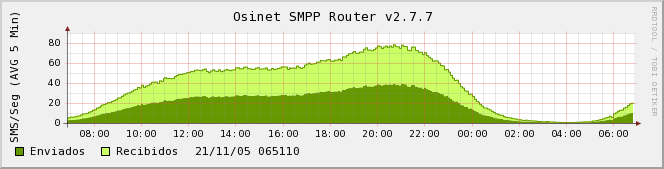 Osinet SMPP Router v2.7.7
SMS/Seg (AVG 5 Min)
80
60
40
20
0
08:00 10:00 12:00 14:00 16:00 18:00 20:00 22:00 00:00 02:00 04:00 06:00
Enviados Recibidos 21/11/05 065110
RRDTOOL / TOBI OETIKER